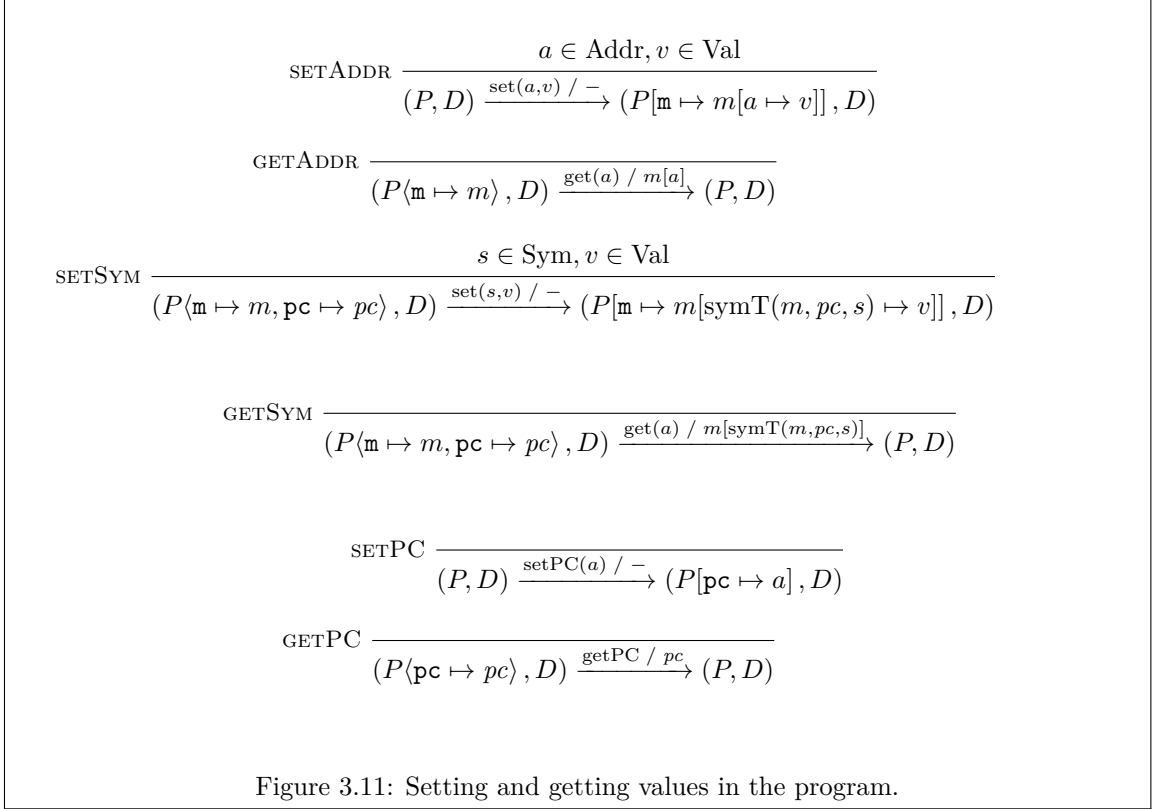 a ∈ Addr, v ∈ Val
SETADDR (P, D) set(a,v) / − → (P[m ↦ m[a ↦ v]] , D)
GETADDR (P⟨m ↦ m⟩ , D) get(a) / m[a] → (P, D)
s ∈ Sym, v ∈ Val
SETSYM (P⟨m ↦ m, pc ↦ pc⟩ , D) set(s,v) / − → (P[m ↦ m[symT(m, pc, s) ↦ v]] , D)
GETSYM (P⟨m ↦ m, pc ↦ pc⟩ , D) get(a) / m[symT(m,pc,s)] → (P, D)
SETPC (P, D) setPC(a) / − → (P[pc ↦ a] , D)
GETPC (P⟨pc ↦ pc⟩ , D) getPC / pc → (P, D)
Figure 3.11: Setting and getting values in the program.